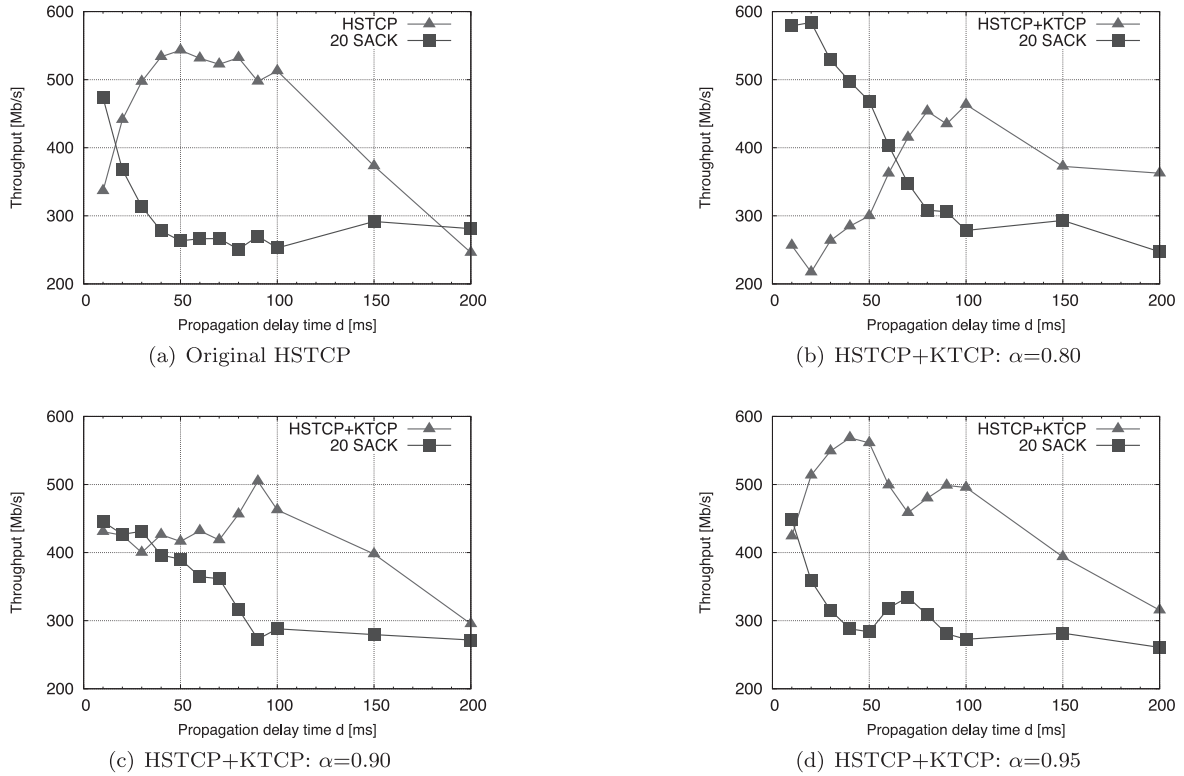 600
500
400
300
200
Throughput [Mb/s]
HSTCP
20 SACK
0 50 100 150 200
Propagation delay time d [ms]
(a) Original HSTCP
600
500
400
300
200
Throughput [Mb/s]
HSTCP+KTCP
20 SACK
0 50 100 150 200
Propagation delay time d [ms]
(b) HSTCP+KTCP: α=0.80
600
500
400
300
200
Throughput [Mb/s]
HSTCP+KTCP
20 SACK
0 50 100 150 200
Propagation delay time d [ms]
(c) HSTCP+KTCP: α=0.90
600
500
400
300
200
Throughput [Mb/s]
HSTCP+KTCP
20 SACK
0 50 100 150 200
Propagation delay time d [ms]
(d) HSTCP+KTCP: α=0.95